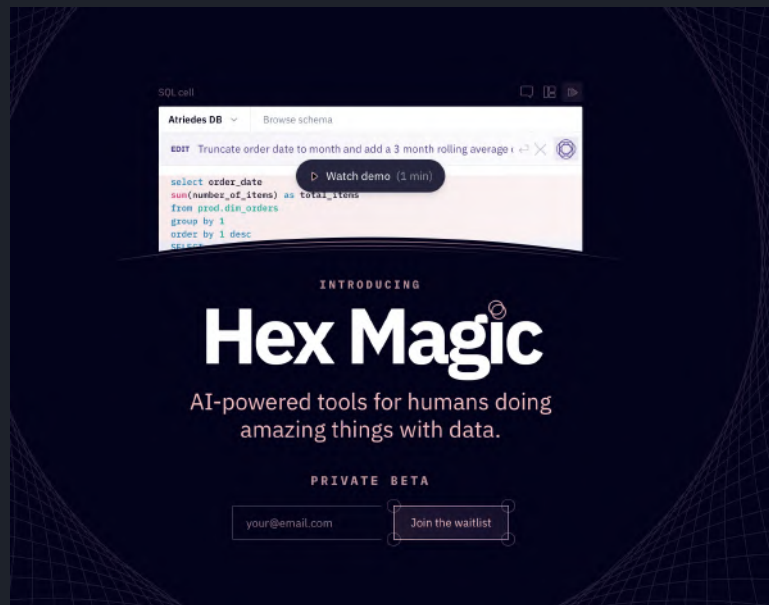 SQL cell
Atriedes DB Browse schema
EDIT Truncate order date to month and add a 3 month rolling average
Watch demo (1 min)
select order_date
sum(number_of_items) as total_items
from prod.dim_orders
group by 1
order by 1 desc
SELECT
INTRODUCING
Hex Magic
AI-powered tools for humans doing
amazing things with data.
PRIVATE BETA
your@email.com Join the waitlist